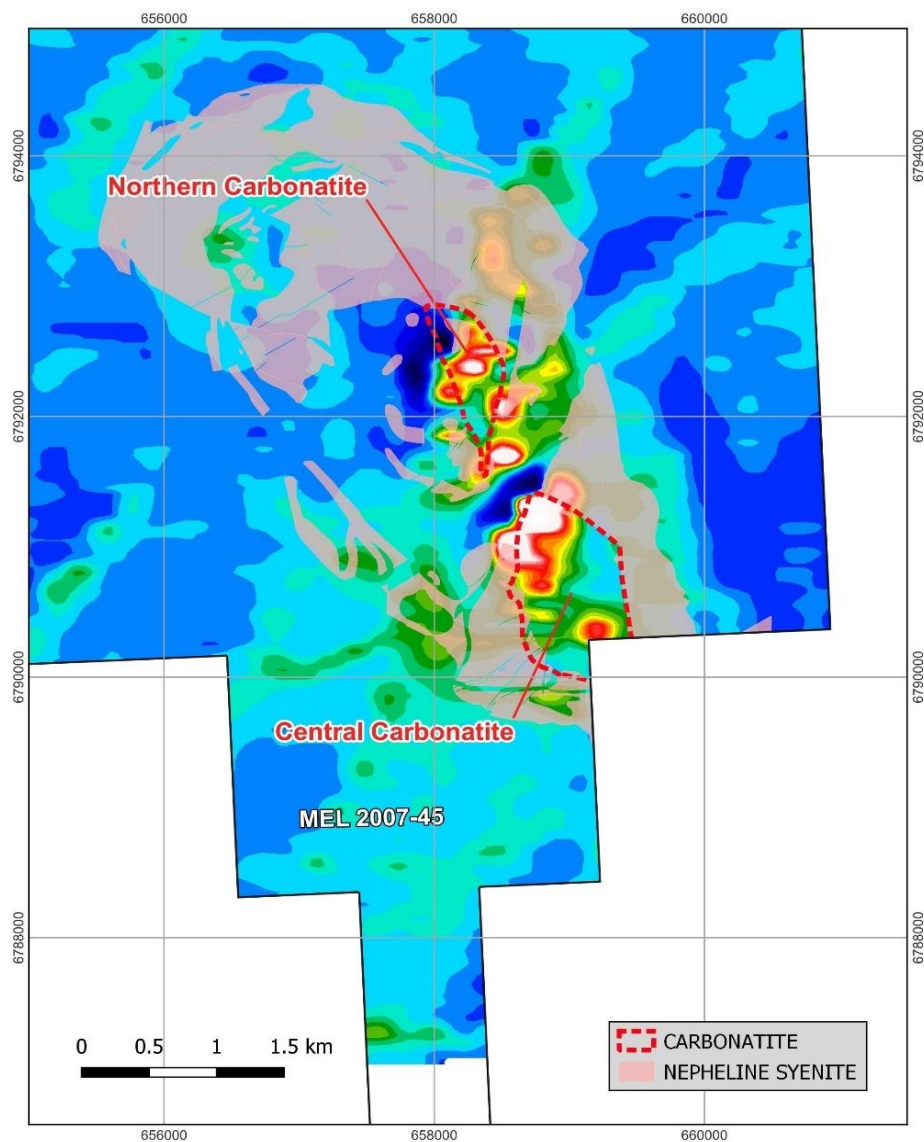 656000 658000 660000
6794000 6794000
Northern Carbonatite
6792000 6792000
6790000 6790000
Central Carbonatite
MEL 2007-45
6788000 6788000
0 0.5 1 1.5 km
CARBONATITE
NEPHELINE SYENITE
656000 658000 660000